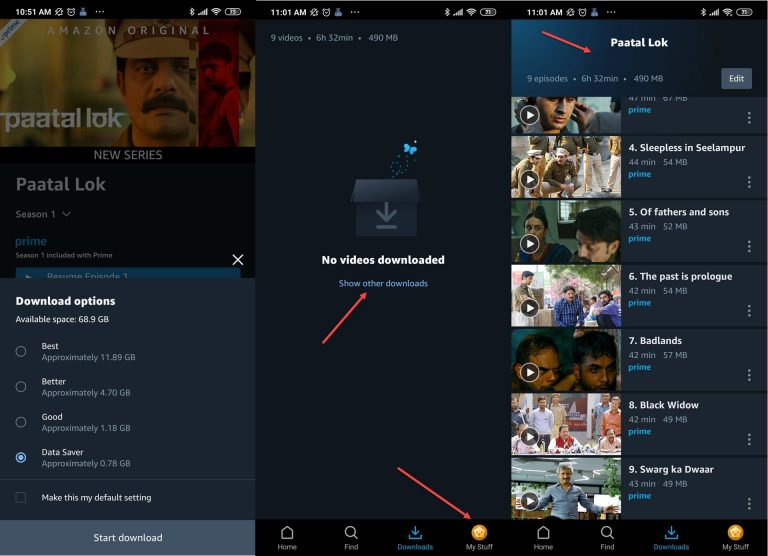 10:51 AM
73
prime
AMAZON ORIGINAL
paatal lok
NEW SERIES
Paatal Lok
Season 1
prime
Season 1 included with Prime
Resume Episode 1
Download options
Available space: 68.9 GB
Best
Approximately 11.89 GB
Better
Approximately 4.70 GB
Good
Approximately 1.18 GB
Data Saver
Approximately 0.78 GB
Make this my default setting
Start download
11:01 AM
71
9 videos • 6h 32min • 490 MB
No videos downloaded
Show other downloads
Home
Find
Downloads
My Stuff
11:01 AM
71
Paatal Lok
9 episodes • 6h 32min • 490 MB
Edit
47 min 67 MB
prime
4. Sleepless in Seelampur
44 min 54 MB
prime
5. Of fathers and sons
43 min 52 MB
prime
6. The past is prologue
42 min 54 MB
prime
7. Badlands
42 min 57 MB
prime
8. Black Widow
42 min 49 MB
prime
9. Swarg ka Dwaar
43 min 49 MB
prime
Home
Find
Downloads
My Stuff